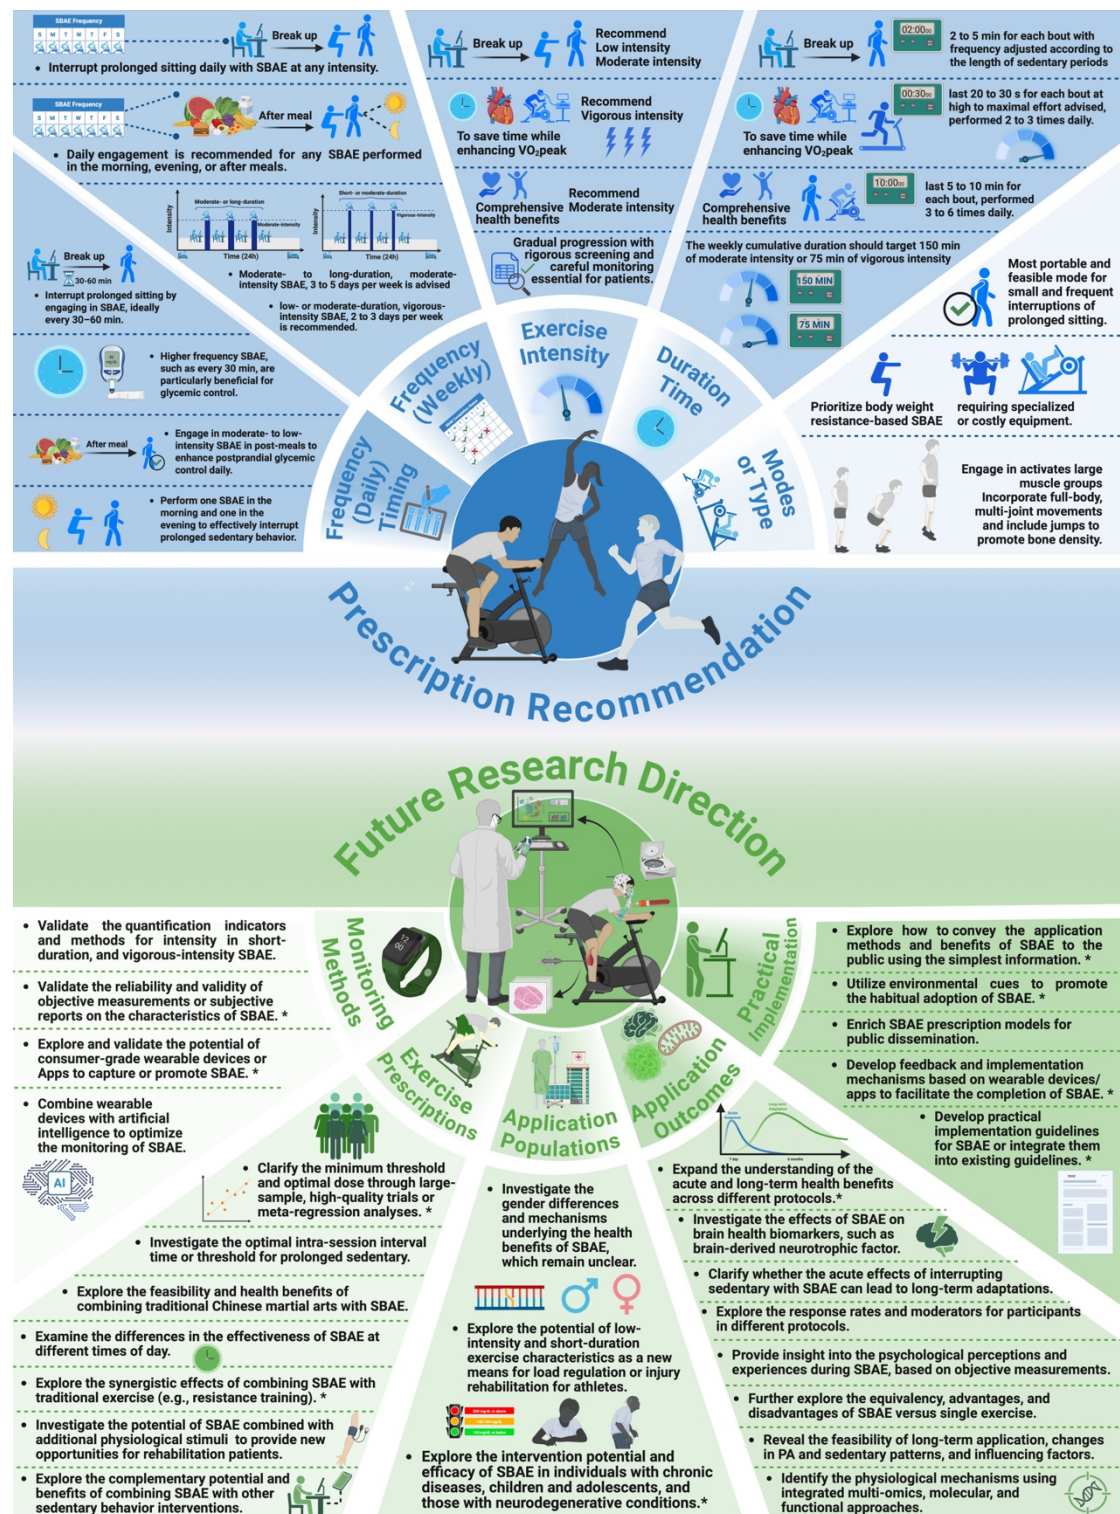 SBAE Frequency
S M T W T F S
Break up
• Interrupt prolonged sitting daily with SBAE at any intensity.
SBAE Frequency
S M T W T F S
After meal
• Daily engagement is recommended for any SBAE performed
in the morning, evening, or after meals.
Moderate- or long-duration
Intensity
Moderate-intensity
Time (24h)
Short- or moderate-duration
Intensity
Vigorous-intensity
Time (24h)
• Moderate- to long-duration, moderate-
intensity SBAE, 3 to 5 days per week is advised
• low- or moderate-duration, vigorous-
intensity SBAE, 2 to 3 days per week
is recommended.
Break up
30-60 min
• Interrupt prolonged sitting by
engaging in SBAE, ideally
every 30–60 min.
• Higher frequency SBAE,
such as every 30 min, are
particularly beneficial for
glycemic control.
After meal
• Engage in moderate- to low-
intensity SBAE in post-meals to
enhance postprandial glycemic
control daily.
• Perform one SBAE in the
morning and one in the
evening to effectively interrupt
prolonged sedentary behavior.
Break up
Recommend
Low intensity
Moderate intensity
To save time while
enhancing VO₂peak
Recommend
Vigorous intensity
Comprehensive
health benefits
Recommend
Moderate intensity
Gradual progression with
rigorous screening and
careful monitoring
essential for patients.
Break up
02:00₀₀
2 to 5 min for each bout with
frequency adjusted according to
the length of sedentary periods
To save time while
enhancing VO₂peak
00:30₀₀
last 20 to 30 s for each bout at
high to maximal effort advised,
performed 2 to 3 times daily.
Comprehensive
health benefits
10:00₀₀
last 5 to 10 min for
each bout, performed
3 to 6 times daily.
The weekly cumulative duration should target 150 min
of moderate intensity or 75 min of vigorous intensity
150 MIN
75 MIN
Most portable and
feasible mode for
small and frequent
interruptions of
prolonged sitting.
Prioritize body weight
resistance-based SBAE
requiring specialized
or costly equipment.
Engage in activates large
muscle groups
Incorporate full-body,
multi-joint movements
and include jumps to
promote bone density.
Frequency
(Daily)
Timing
Frequency
(Weekly)
Exercise
Intensity
Duration
Time
Modes
or Type
Prescription Recommendation
Future Research Direction
Monitoring
Methods
Exercise
Prescriptions
Application
Populations
Application
Outcomes
Practical
Implementation
• Validate the quantification indicators
and methods for intensity in short-
duration, and vigorous-intensity SBAE.
• Validate the reliability and validity of
objective measurements or subjective
reports on the characteristics of SBAE. *
• Explore and validate the potential of
consumer-grade wearable devices or
Apps to capture or promote SBAE. *
• Combine wearable
devices with artificial
intelligence to optimize
the monitoring of SBAE.
AI
• Clarify the minimum threshold
and optimal dose through large-
sample, high-quality trials or
meta-regression analyses. *
• Investigate the optimal intra-session interval
time or threshold for prolonged sedentary.
• Explore the feasibility and health benefits of
combining traditional Chinese martial arts with SBAE.
• Examine the differences in the effectiveness of SBAE at
different times of day.
• Explore the synergistic effects of combining SBAE with
traditional exercise (e.g., resistance training). *
• Investigate the potential of SBAE combined with
additional physiological stimuli to provide new
opportunities for rehabilitation patients.
• Explore the complementary potential and
benefits of combining SBAE with other
sedentary behavior interventions.
• Investigate the
gender differences
and mechanisms
underlying the health
benefits of SBAE,
which remain unclear.
• Explore the potential of low-
intensity and short-duration
exercise characteristics as a new
means for load regulation or injury
rehabilitation for athletes.
• Explore the intervention potential and
efficacy of SBAE in individuals with chronic
diseases, children and adolescents, and
those with neurodegenerative conditions.*
1 day
6 months
• Expand the understanding of the
acute and long-term health benefits
across different protocols.*
• Investigate the effects of SBAE on
brain health biomarkers, such as
brain-derived neurotrophic factor.
• Clarify whether the acute effects of interrupting
sedentary with SBAE can lead to long-term adaptations.
• Explore the response rates and moderators for participants
in different protocols.
• Provide insight into the psychological perceptions and
experiences during SBAE, based on objective measurements.
• Further explore the equivalency, advantages, and
disadvantages of SBAE versus single exercise.
• Reveal the feasibility of long-term application, changes
in PA and sedentary patterns, and influencing factors.
• Identify the physiological mechanisms using
integrated multi-omics, molecular, and
functional approaches.
• Explore how to convey the application
methods and benefits of SBAE to the
public using the simplest information. *
• Utilize environmental cues to promote
the habitual adoption of SBAE. *
• Enrich SBAE prescription models for
public dissemination.
• Develop feedback and implementation
mechanisms based on wearable devices/
apps to facilitate the completion of SBAE. *
• Develop practical
implementation guidelines
for SBAE or integrate them
into existing guidelines. *